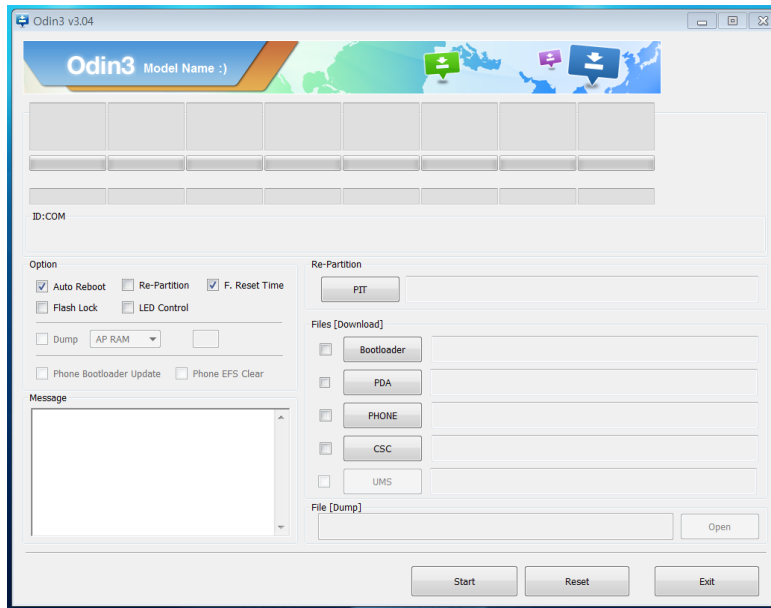 Odin3 v3.04
Odin3 Model Name :)
ID:COM
Option
Auto Reboot Re-Partition F. Reset Time
Flash Lock LED Control
Dump AP RAM
Phone Bootloader Update Phone EFS Clear
Message
Re-Partition
PIT
Files [Download]
Bootloader
PDA
PHONE
CSC
UMS
File [Dump]
Open
Start Reset Exit